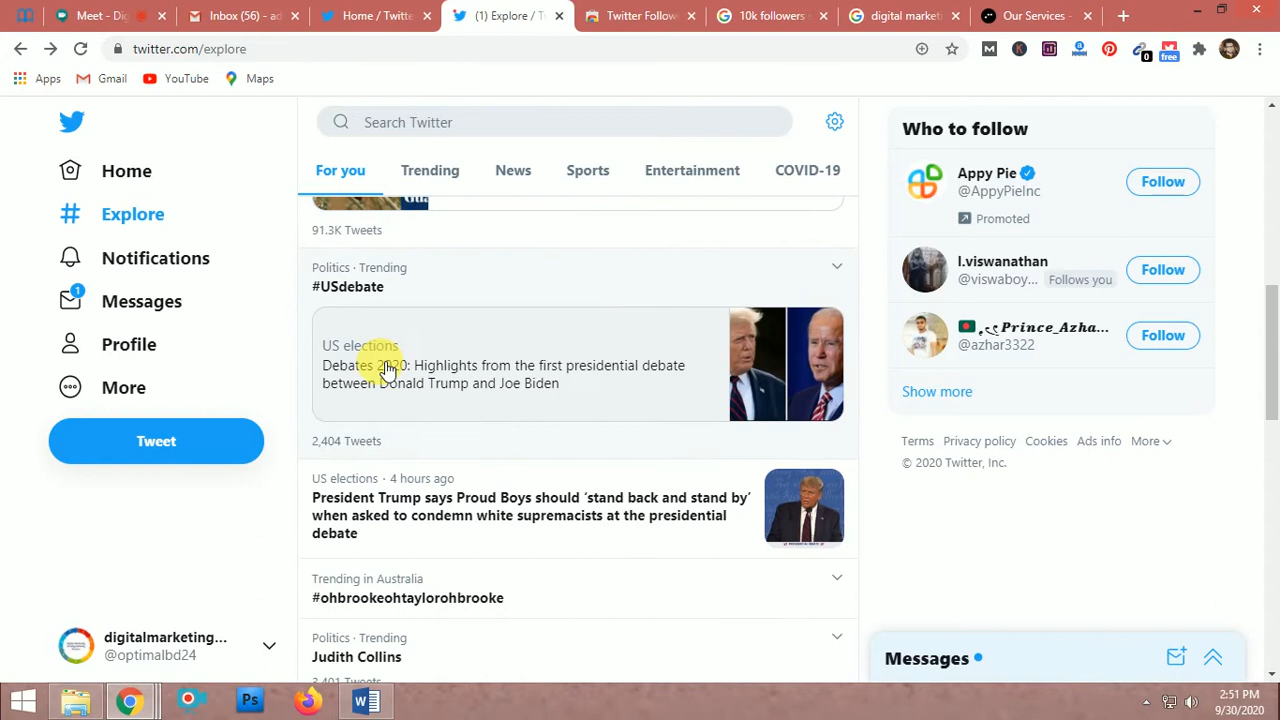 Meet - D
Inbox (56) - ad
Home / Twitte
(1) Explore / T
Twitter Follow
10k followers
digital market
Our Services -
twitter.com/explore
0
free
Apps
Gmail
YouTube
Maps
Home
Explore
Notifications
1
Messages
Profile
More
Tweet
digitalmarketing...
@optimalbd24
Search Twitter
For you
Trending
News
Sports
Entertainment
COVID-19
91.3K Tweets
Politics · Trending
#USdebate
US elections
Debates 2020: Highlights from the first presidential debate
between Donald Trump and Joe Biden
2,404 Tweets
US elections · 4 hours ago
President Trump says Proud Boys should ‘stand back and stand by’
when asked to condemn white supremacists at the presidential
debate
Trending in Australia
#ohbrookeohtaylorohbrooke
Politics · Trending
Judith Collins
3,401 Tweets
Who to follow
Appy Pie
@AppyPieInc
Follow
Promoted
I.viswanathan
@viswaboy...
Follows you
Follow
Prince_Azha...
@azhar3322
Follow
Show more
Terms Privacy policy Cookies Ads info More
© 2020 Twitter, Inc.
Messages
Ps
2:51 PM
9/30/2020